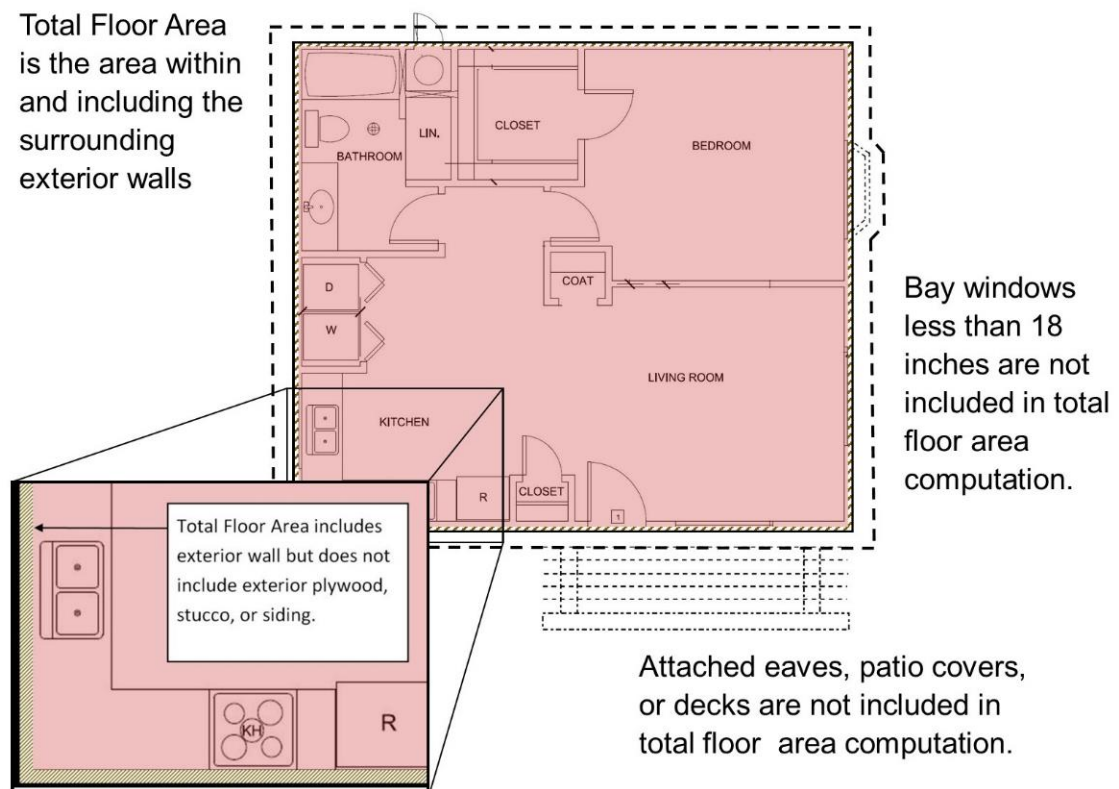 Total Floor Area
is the area within
and including the
surrounding
exterior walls
LIN.
CLOSET
BATHROOM
BEDROOM
D
COAT
W
LIVING ROOM
KITCHEN
R
CLOSET
1
Bay windows
less than 18
inches are not
included in total
floor area
computation.
Total Floor Area includes
exterior wall but does not
include exterior plywood,
stucco, or siding.
KH
R
Attached eaves, patio covers,
or decks are not included in
total floor area computation.